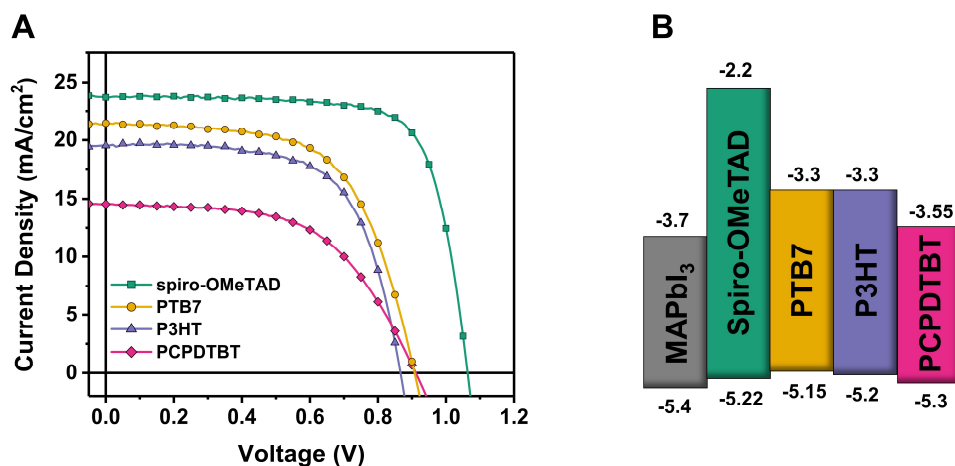 A
Current Density (mA/cm²)
25
20
15
10
5
0
spiro-OMeTAD
PTB7
P3HT
PCPDTBT
0.0 0.2 0.4 0.6 0.8 1.0 1.2
Voltage (V)
B
-2.2
-3.3 -3.3
-3.7 -3.55
MAPbI₃
Spiro-OMeTAD
PTB7
P3HT
PCPDTBT
-5.4 -5.22 -5.15 -5.2 -5.3